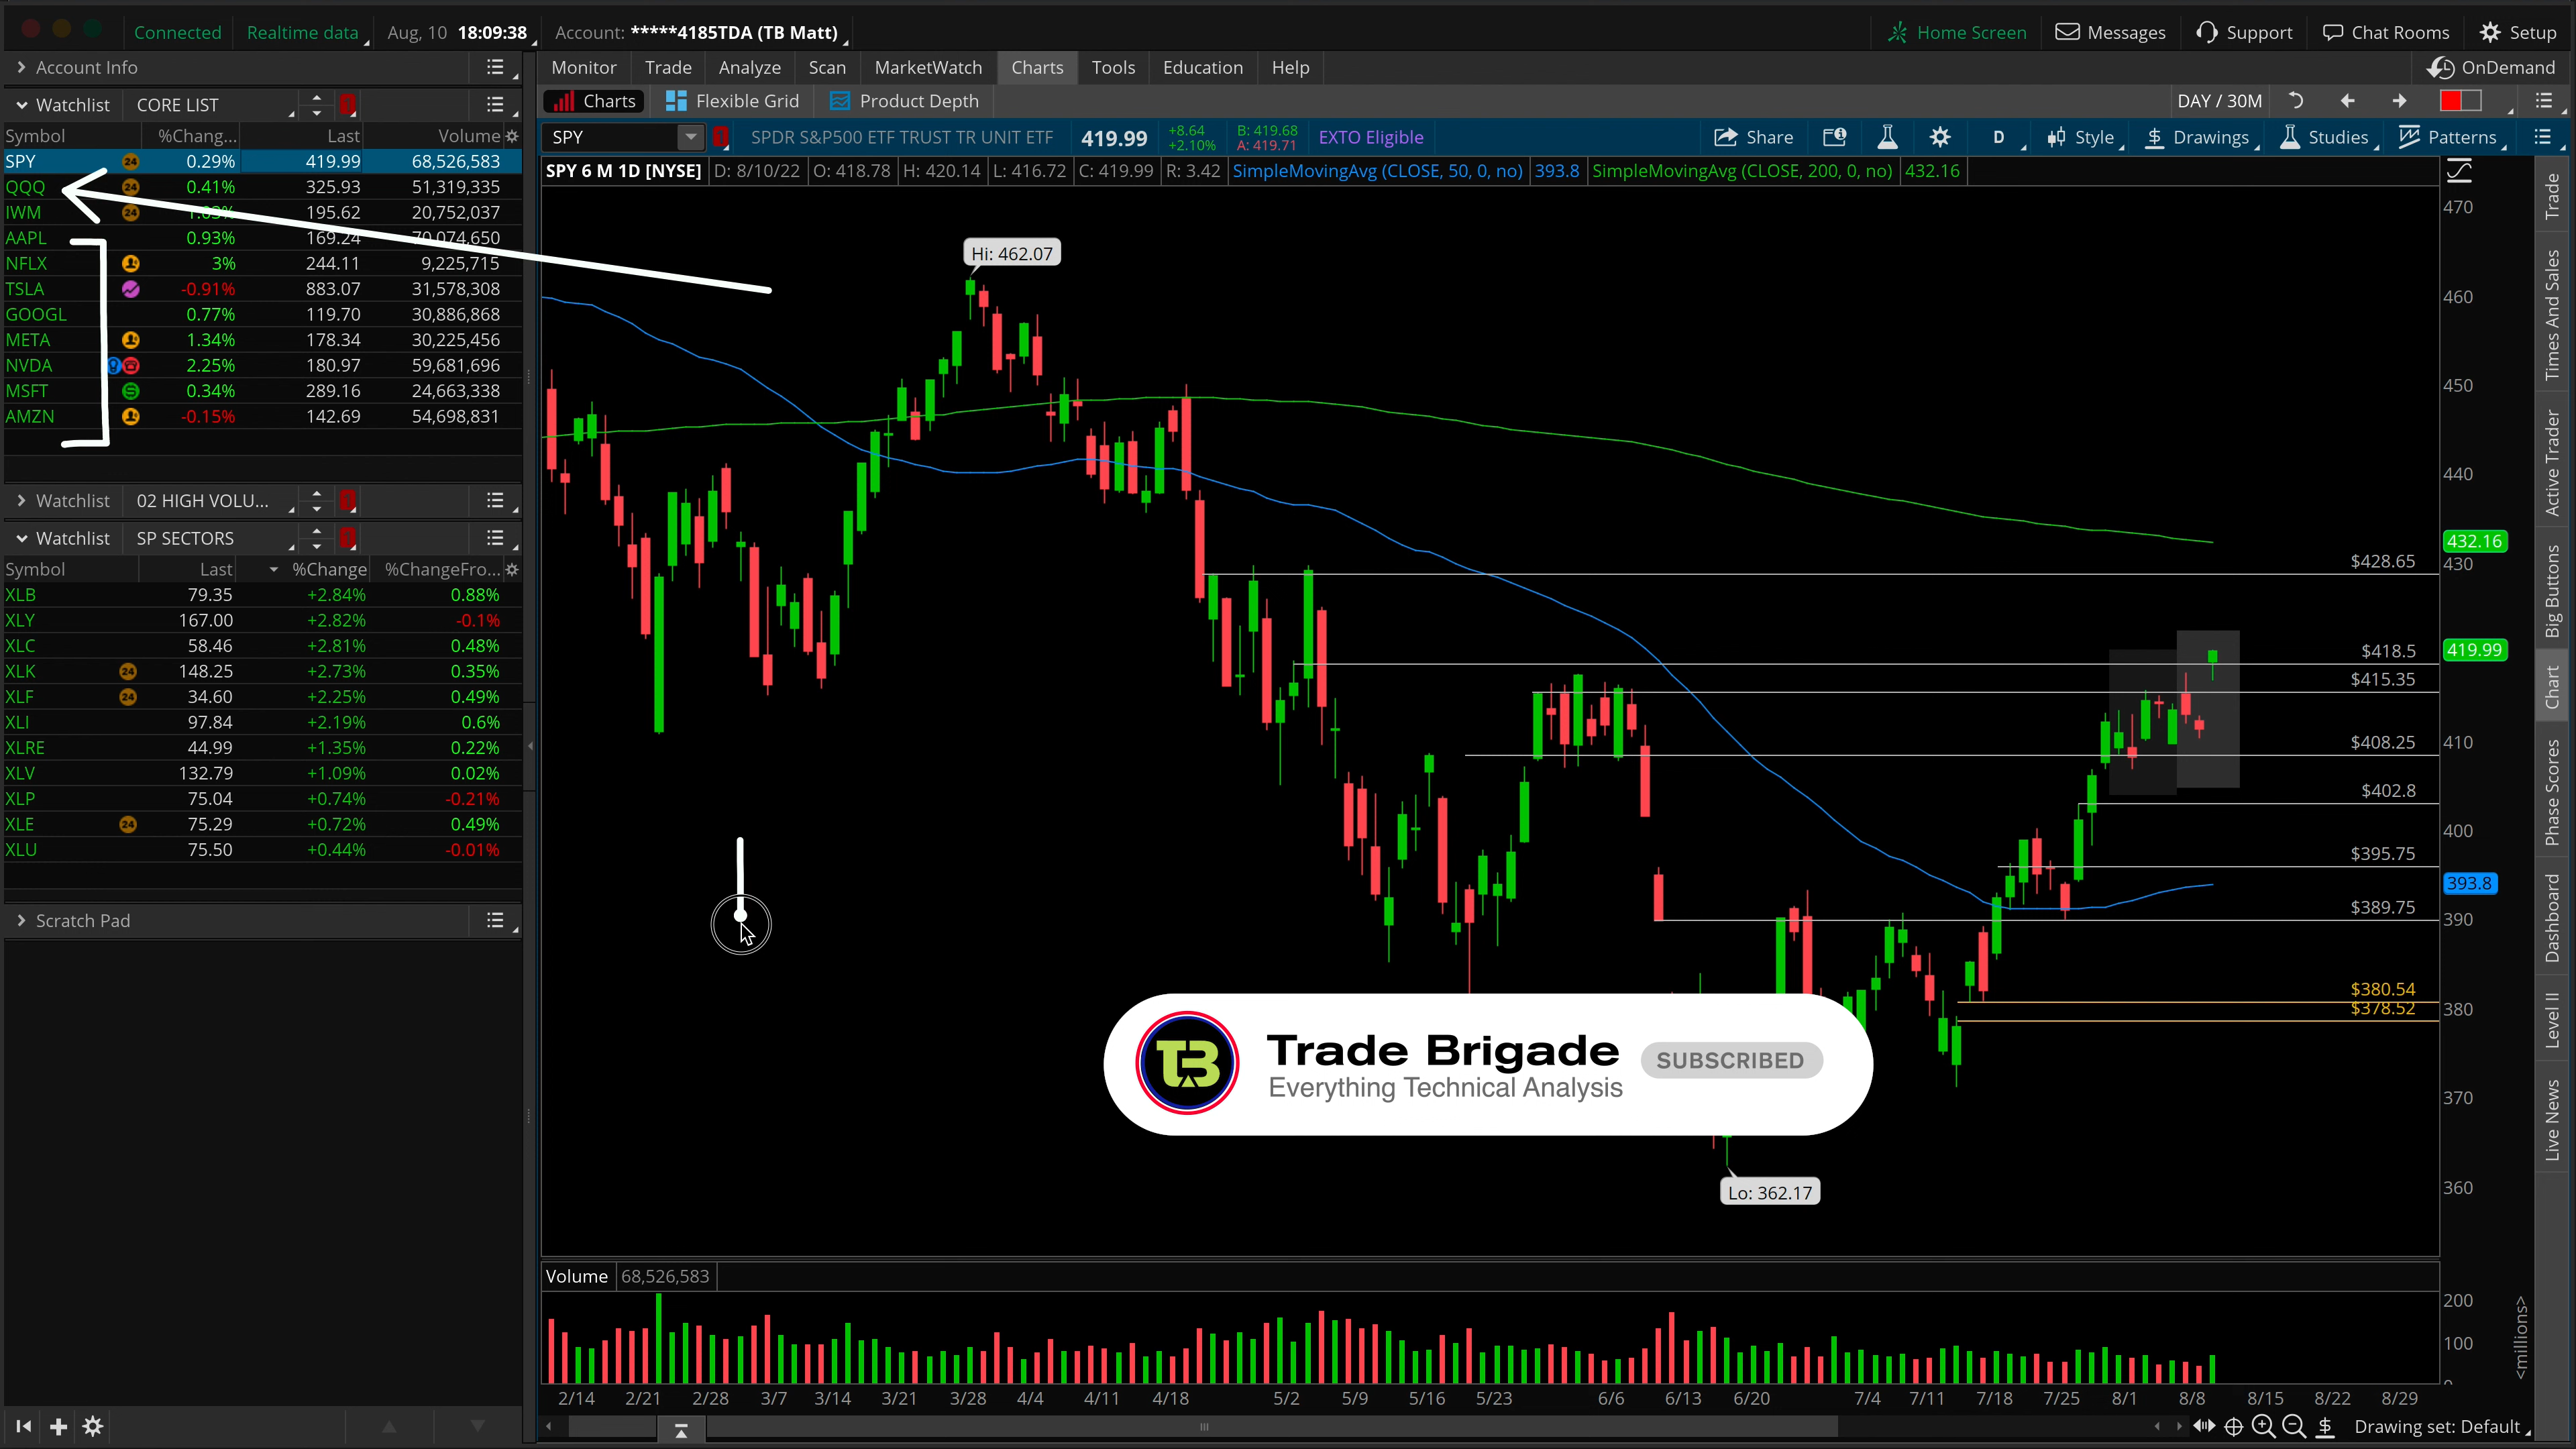 Connected Realtime data Aug, 10 18:09:38 Account: *****4185TDA (TB Matt) Home Screen Messages Support Chat Rooms Setup
Account Info
Monitor Trade Analyze Scan MarketWatch Charts Tools Education Help OnDemand
Watchlist CORE LIST
Charts Flexible Grid Product Depth DAY / 30M
Symbol %Chang... Last Volume
SPY 24 0.29% 419.99 68,526,583
QQQ 24 0.41% 325.93 51,319,335
IWM 24 195.62 20,752,037
AAPL 0.93% 169.24 70,074,650
NFLX 3% 244.11 9,225,715
TSLA -0.91% 883.07 31,578,308
GOOGL 0.77% 119.70 30,886,868
META 1.34% 178.34 30,225,456
NVDA 2.25% 180.97 59,681,696
MSFT 0.34% 289.16 24,663,338
AMZN -0.15% 142.69 54,698,831
Watchlist 02 HIGH VOLU...
Watchlist SP SECTORS
Symbol Last %Change %ChangeFro...
XLB 79.35 +2.84% 0.88%
XLY 167.00 +2.82% -0.1%
XLC 58.46 +2.81% 0.48%
XLK 24 148.25 +2.73% 0.35%
XLF 24 34.60 +2.25% 0.49%
XLI 97.84 +2.19% 0.6%
XLRE 44.99 +1.35% 0.22%
XLV 132.79 +1.09% 0.02%
XLP 75.04 +0.74% -0.21%
XLE 24 75.29 +0.72% 0.49%
XLU 75.50 +0.44% -0.01%
Scratch Pad
SPY SPDR S&P500 ETF TRUST TR UNIT ETF 419.99 +8.64 +2.10% B: 419.68 A: 419.71 EXTO Eligible Share D Style Drawings Studies Patterns
SPY 6 M 1D [NYSE] D: 8/10/22 O: 418.78 H: 420.14 L: 416.72 C: 419.99 R: 3.42 SimpleMovingAvg (CLOSE, 50, 0, no) 393.8 SimpleMovingAvg (CLOSE, 200, 0, no) 432.16
470
Hi: 462.07
460
450
440
432.16
$428.65
430
$418.5
419.99
$415.35
$408.25
410
$402.8
400
$395.75
393.8
$389.75
390
$380.54
$378.52
380
370
360
Lo: 362.17
Trade Brigade
SUBSCRIBED
Everything Technical Analysis
Volume 68,526,583
200
100
<millions>
2/14 2/21 2/28 3/7 3/14 3/21 3/28 4/4 4/11 4/18 5/2 5/9 5/16 5/23 6/6 6/13 6/20 7/4 7/11 7/18 7/25 8/1 8/8 8/15 8/22 8/29
Drawing set: Default
Trade
Times And Sales
Active Trader
Big Buttons
Chart
Phase Scores
Dashboard
Level II
Live News